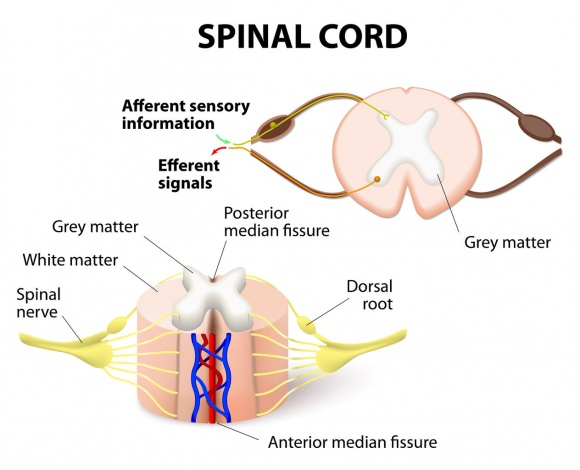 SPINAL CORD
Afferent sensory
information
Efferent
signals
Grey matter
Posterior
median fissure
Grey matter
White matter
Spinal
nerve
Dorsal
root
Anterior median fissure